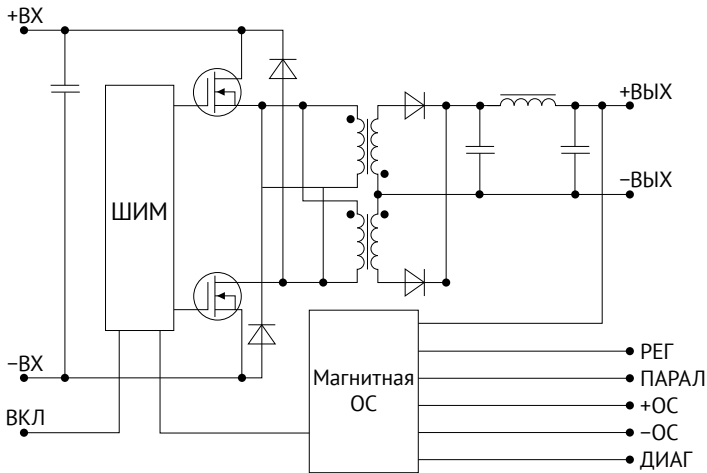 +ВХ
+ВЫХ
−ВЫХ
ШИМ
−ВХ
ВКЛ
Магнитная
ОС
РЕГ
ПАРАЛ
+ОС
−ОС
ДИАГ